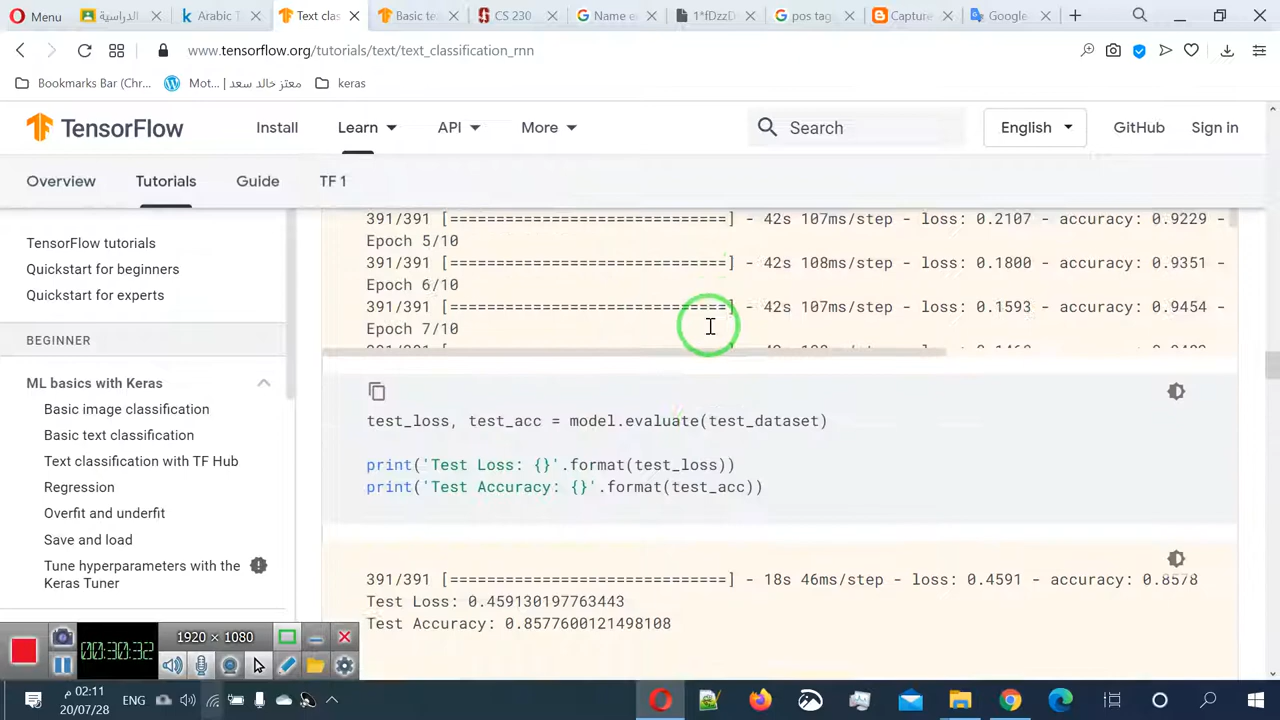 Menu
الدراسية
Arabic T
Text clas
Basic te
CS 230
Name e
1*fDzzD
pos tag
Capture
Google
www.tensorflow.org/tutorials/text/text_classification_rnn
Bookmarks Bar (Chr...
Mot... | معتز خالد سعد
keras
TensorFlow
Install
Learn
API
More
Search
English
GitHub
Sign in
Overview
Tutorials
Guide
TF 1
TensorFlow tutorials
Quickstart for beginners
Quickstart for experts
BEGINNER
ML basics with Keras
Basic image classification
Basic text classification
Text classification with TF Hub
Regression
Overfit and underfit
Save and load
Tune hyperparameters with the
Keras Tuner
391/391 [==============================] - 42s 107ms/step - loss: 0.2107 - accuracy: 0.9229 -
Epoch 5/10
391/391 [==============================] - 42s 108ms/step - loss: 0.1800 - accuracy: 0.9351 -
Epoch 6/10
391/391 [==============================] - 42s 107ms/step - loss: 0.1593 - accuracy: 0.9454 -
Epoch 7/10
test_loss, test_acc = model.evaluate(test_dataset)
print('Test Loss: {}'.format(test_loss))
print('Test Accuracy: {}'.format(test_acc))
391/391 [==============================] - 18s 46ms/step - loss: 0.4591 - accuracy: 0.8578
Test Loss: 0.459130197763443
Test Accuracy: 0.8577600121498108
00:30:32
1920 × 1080
02:11 م
20/07/28
ENG